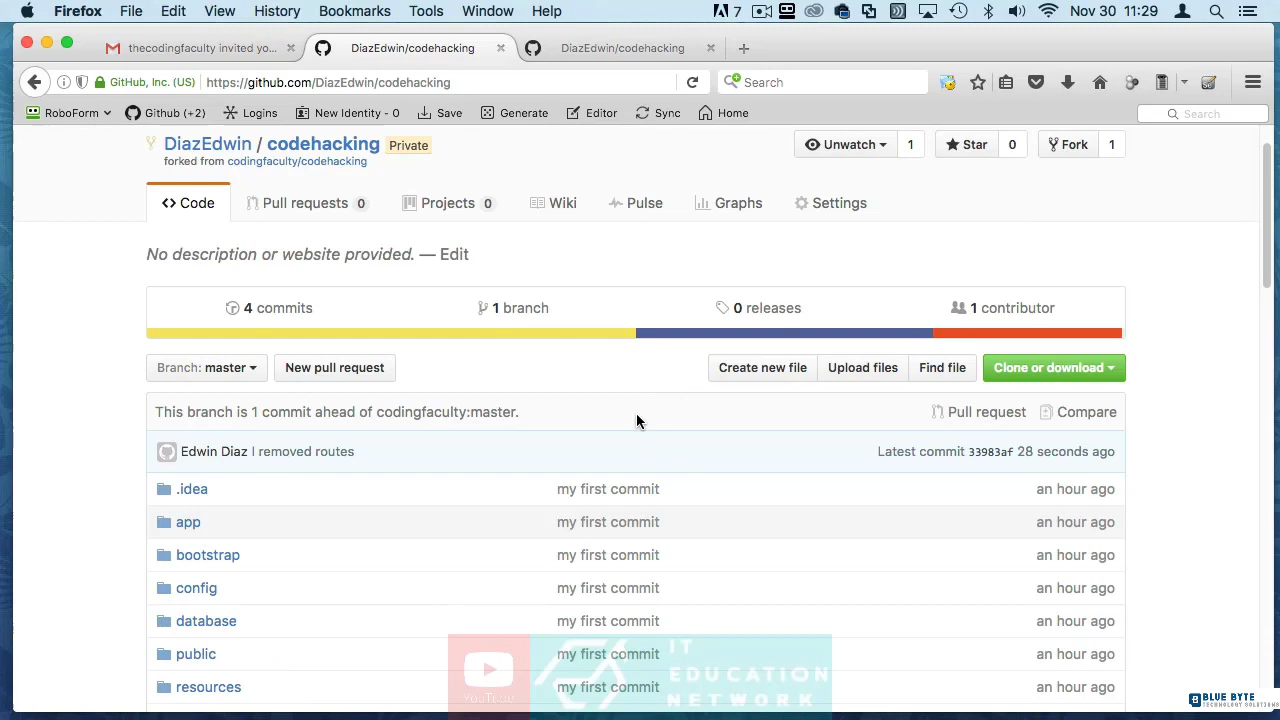 Firefox File Edit View History Bookmarks Tools Window Help 7 Nov 30 11:29
thecodingfaculty invited yo... DiazEdwin/codehacking DiazEdwin/codehacking
GitHub, Inc. (US) https://github.com/DiazEdwin/codehacking Search
RoboForm Github (+2) Logins New Identity - 0 Save Generate Editor Sync Home Search
DiazEdwin / codehacking Private Unwatch 1 Star 0 Fork 1
forked from codingfaculty/codehacking
Code Pull requests 0 Projects 0 Wiki Pulse Graphs Settings
No description or website provided. — Edit
4 commits 1 branch 0 releases 1 contributor
Branch: master New pull request Create new file Upload files Find file Clone or download
This branch is 1 commit ahead of codingfaculty:master. Pull request Compare
Edwin Diaz I removed routes Latest commit 33983af 28 seconds ago
.idea my first commit an hour ago
app my first commit an hour ago
bootstrap my first commit an hour ago
config my first commit an hour ago
database my first commit an hour ago
public my first commit an hour ago
resources my first commit an hour ago
YouTube
IT
EDUCATION
NETWORK
BLUE BYTE
TECHNOLOGY SOLUTIONS